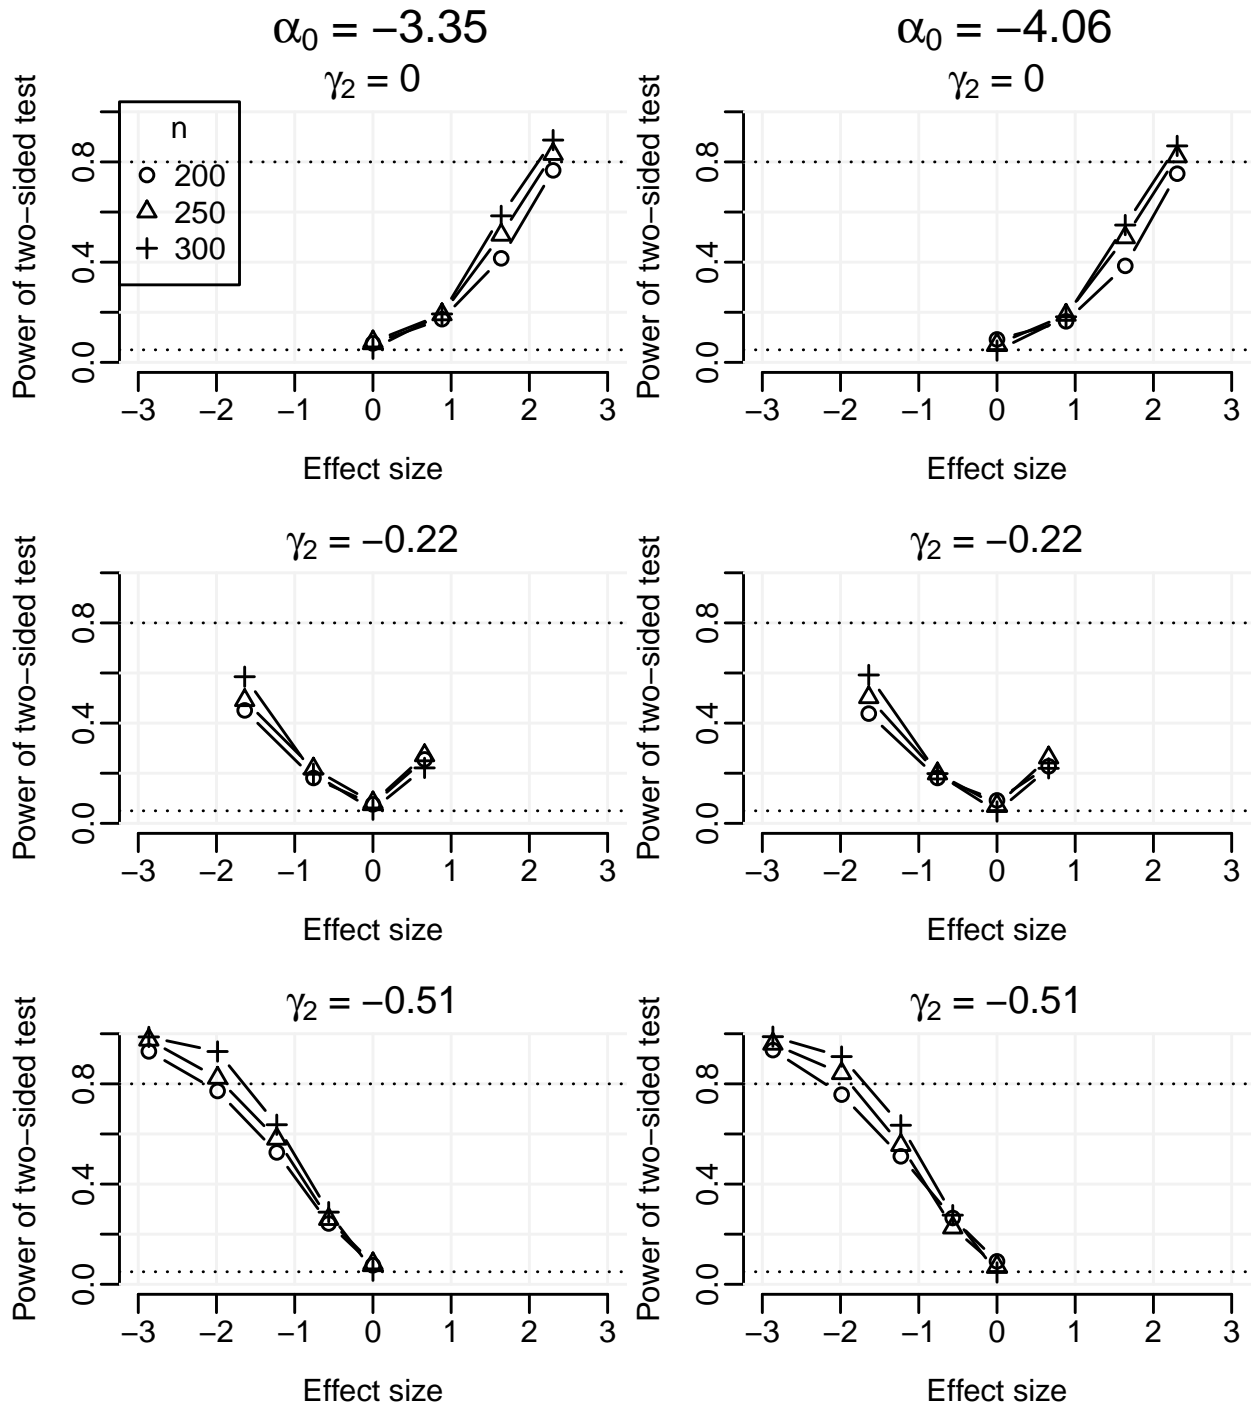 α0 = −3.35
γ2 = 0
Power of two−sided test
0.0 0.4 0.8
n
200
250
300
−3 −2 −1 0 1 2 3
Effect size
α0 = −4.06
γ2 = 0
Power of two−sided test
0.0 0.4 0.8
−3 −2 −1 0 1 2 3
Effect size
γ2 = −0.22
Power of two−sided test
0.0 0.4 0.8
−3 −2 −1 0 1 2 3
Effect size
γ2 = −0.22
Power of two−sided test
0.0 0.4 0.8
−3 −2 −1 0 1 2 3
Effect size
γ2 = −0.51
Power of two−sided test
0.0 0.4 0.8
−3 −2 −1 0 1 2 3
Effect size
γ2 = −0.51
Power of two−sided test
0.0 0.4 0.8
−3 −2 −1 0 1 2 3
Effect size